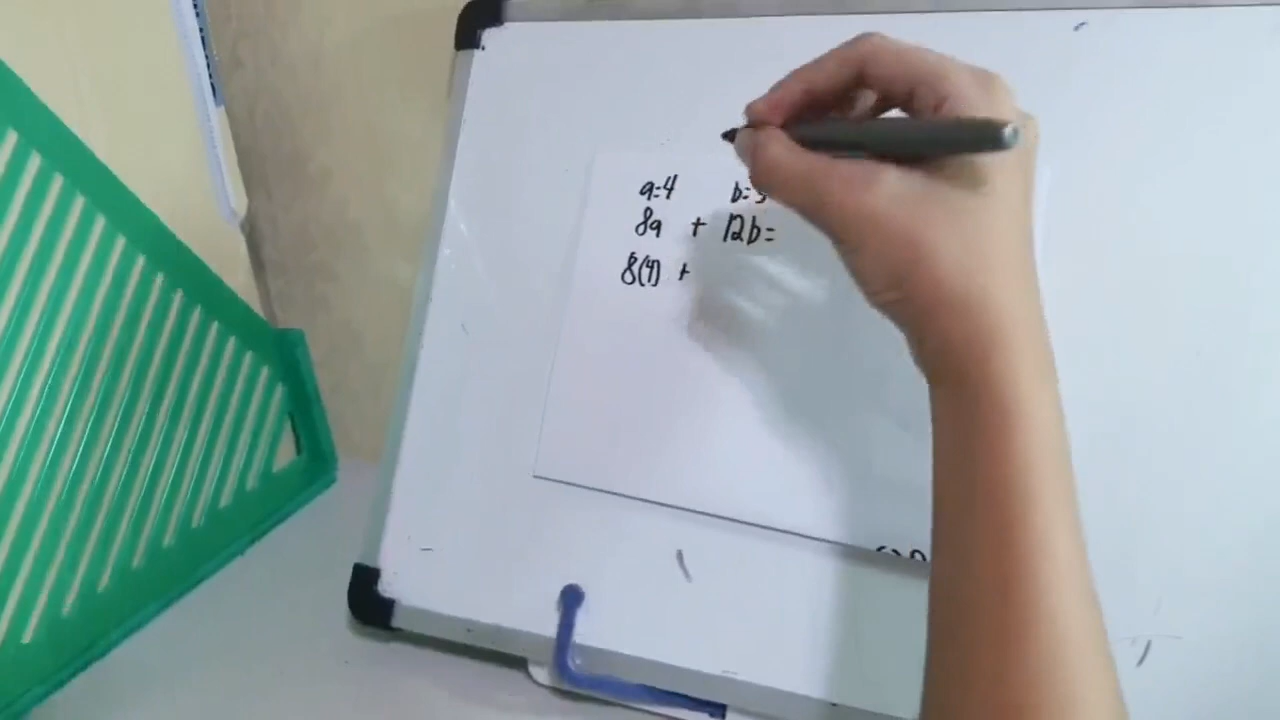 a=4 b=
8a + 12b=
8(4) +